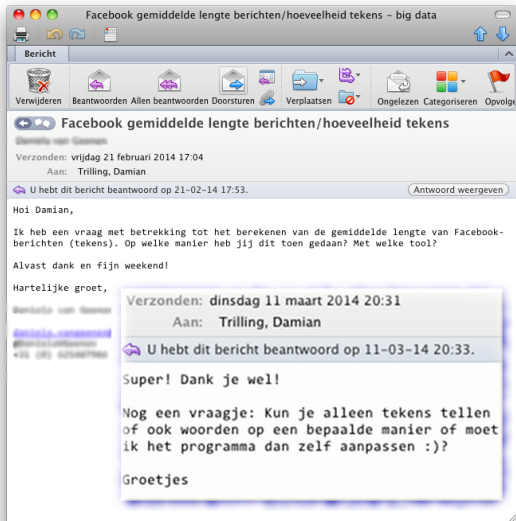 Facebook gemiddelde lengte berichten/hoeveelheid tekens – big data
Bericht
Verwijderen Beantwoorden Allen beantwoorden Doorsturen Verplaatsen Ongelezen Categoriseren Opvolge
Facebook gemiddelde lengte berichten/hoeveelheid tekens
Verzonden: vrijdag 21 februari 2014 17:04
Aan: Trilling, Damian
U hebt dit bericht beantwoord op 21-02-14 17:53. Antwoord weergeven
Hoi Damian,
Ik heb een vraag met betrekking tot het berekenen van de gemiddelde lengte van Facebook-
berichten (tekens). Op welke manier heb jij dit toen gedaan? Met welke tool?
Alvast dank en fijn weekend!
Hartelijke groet,
Verzonden: dinsdag 11 maart 2014 20:31
Aan: Trilling, Damian
U hebt dit bericht beantwoord op 11-03-14 20:33.
Super! Dank je wel!
Nog een vraagje: Kun je alleen tekens tellen
of ook woorden op een bepaalde manier of moet
ik het programma dan zelf aanpassen :)?
Groetjes